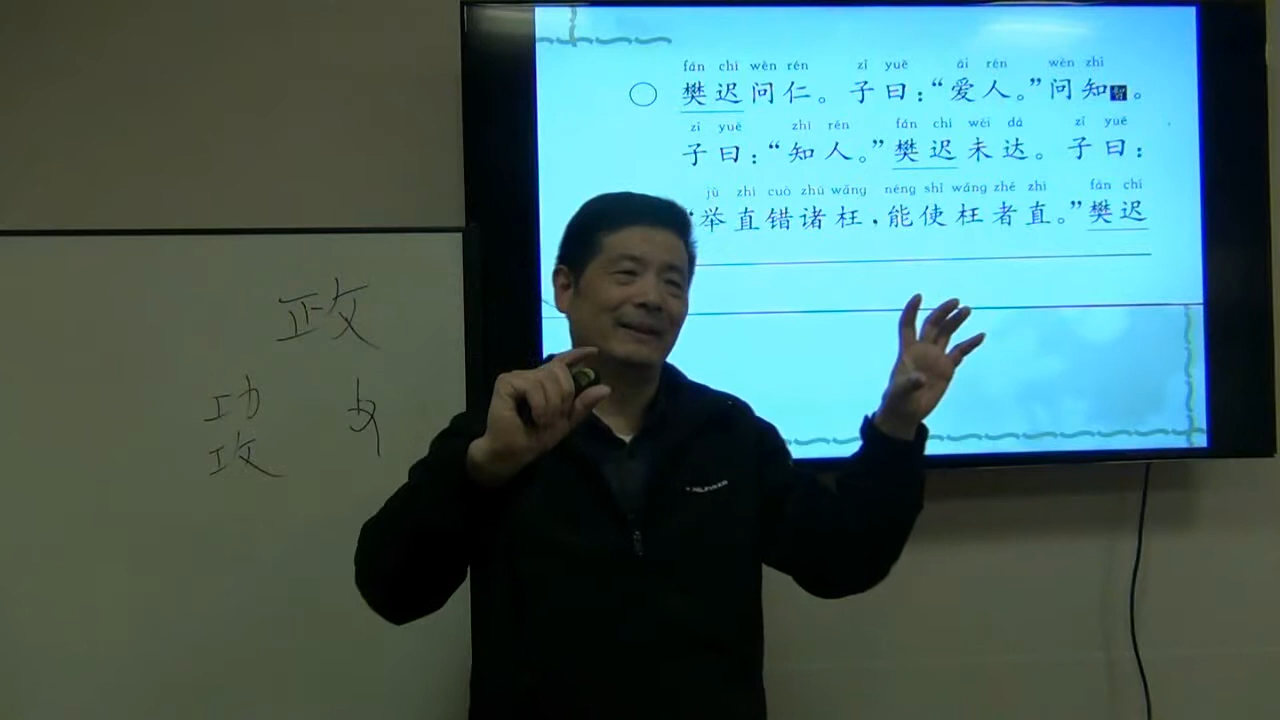 fán chí wèn rén zǐ yuē ài rén wèn zhì
○ 樊迟问仁。子曰:“爱人。”问知智。
zǐ yuē zhī rén fán chí wèi dá zǐ yuē
子曰:“知人。”樊迟未达。子曰:
jǔ zhí cuò zhū wǎng néng shǐ wǎng zhě zhí fán chí
“举直错诸枉,能使枉者直。”樊迟
政
功
攻
攵